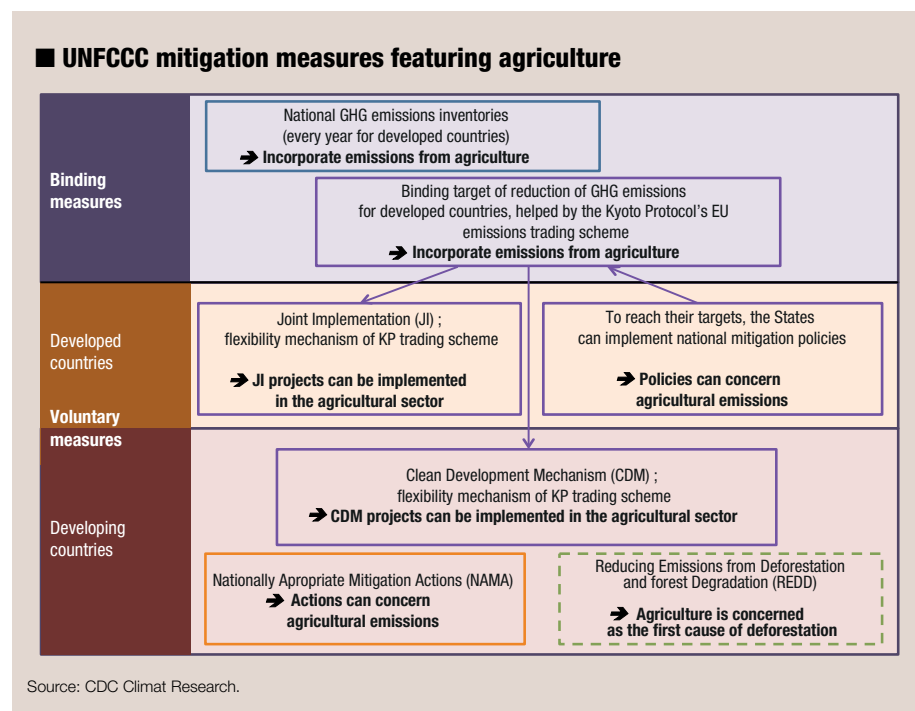 ■ UNFCCC mitigation measures featuring agriculture
Binding
measures
National GHG emissions inventories
(every year for developed countries)
➔ Incorporate emissions from agriculture
Binding target of reduction of GHG emissions
for developed countries, helped by the Kyoto Protocol's EU
emissions trading scheme
➔ Incorporate emissions from agriculture
Developed
countries
Voluntary
measures
Joint Implementation (JI) ;
flexibility mechanism of KP trading scheme
➔ JI projects can be implemented
in the agricultural sector
To reach their targets, the States
can implement national mitigation policies
➔ Policies can concern
agricultural emissions
Developing
countries
Clean Development Mechanism (CDM) ;
flexibility mechanism of KP trading scheme
➔ CDM projects can be implemented in the agricultural sector
Nationally Apropriate Mitigation Actions (NAMA)
➔ Actions can concern
agricultural emissions
Reducing Emissions from Deforestation
and forest Degradation (REDD)
➔ Agriculture is concerned
as the first cause of deforestation
Source: CDC Climat Research.